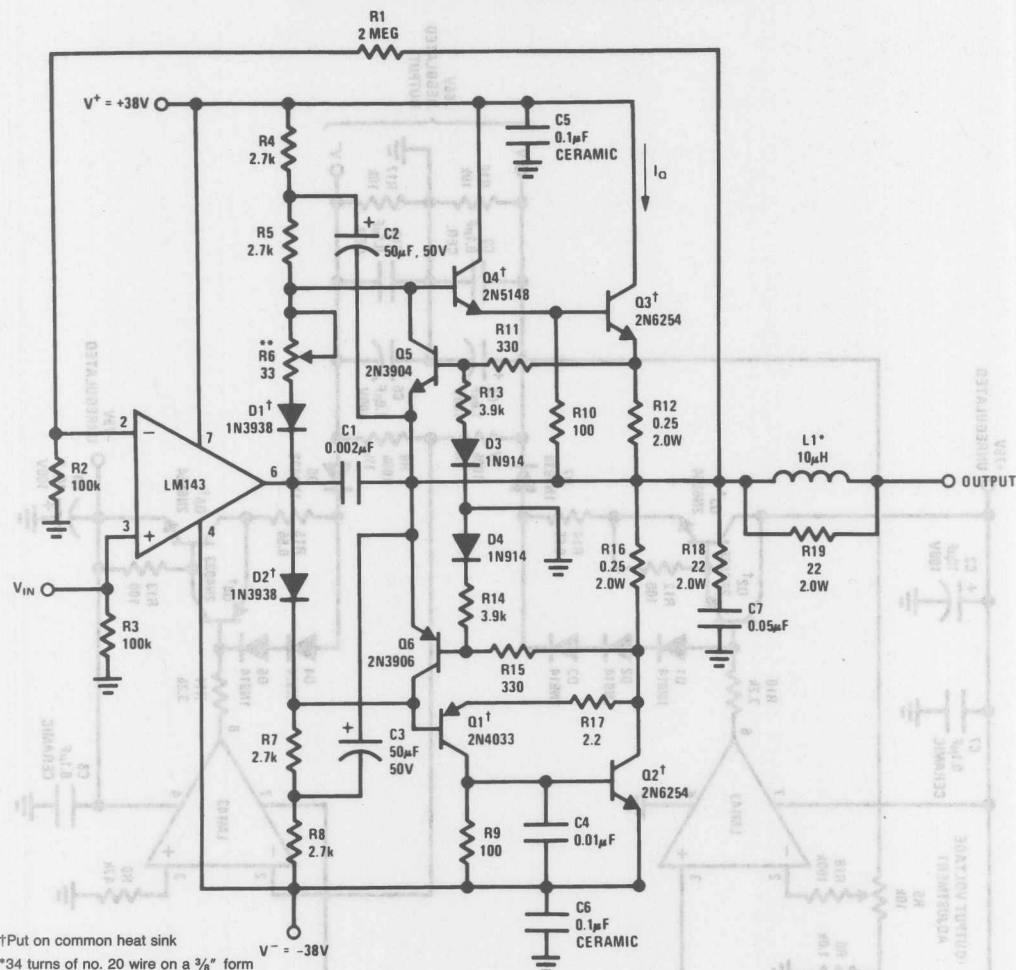 R1
2 MEG
V+ = +38V
R4
2.7k
C5
0.1μF
CERAMIC
IQ
R5
2.7k
C2
50μF, 50V
+
Q4†
2N5148
Q3†
2N6254
**
R6
33
Q5
2N3904
R11
330
R13
3.9k
R10
100
R12
0.25
2.0W
D1†
1N3938
C1
0.002μF
D3
1N914
L1*
10μH
2
−
7
LM143
6
OUTPUT
R2
100k
3
+
4
D4
1N914
R16
0.25
2.0W
R18
22
2.0W
R19
22
2.0W
VIN
D2†
1N3938
R14
3.9k
C7
0.05μF
R3
100k
Q6
2N3906
R15
330
R17
2.2
Q1†
2N4033
R7
2.7k
+
C3
50μF
50V
Q2†
2N6254
R8
2.7k
R9
100
C4
0.01μF
C6
0.1μF
CERAMIC
V− = −38V
†Put on common heat sink
*34 turns of no. 20 wire on a 3/8″ form